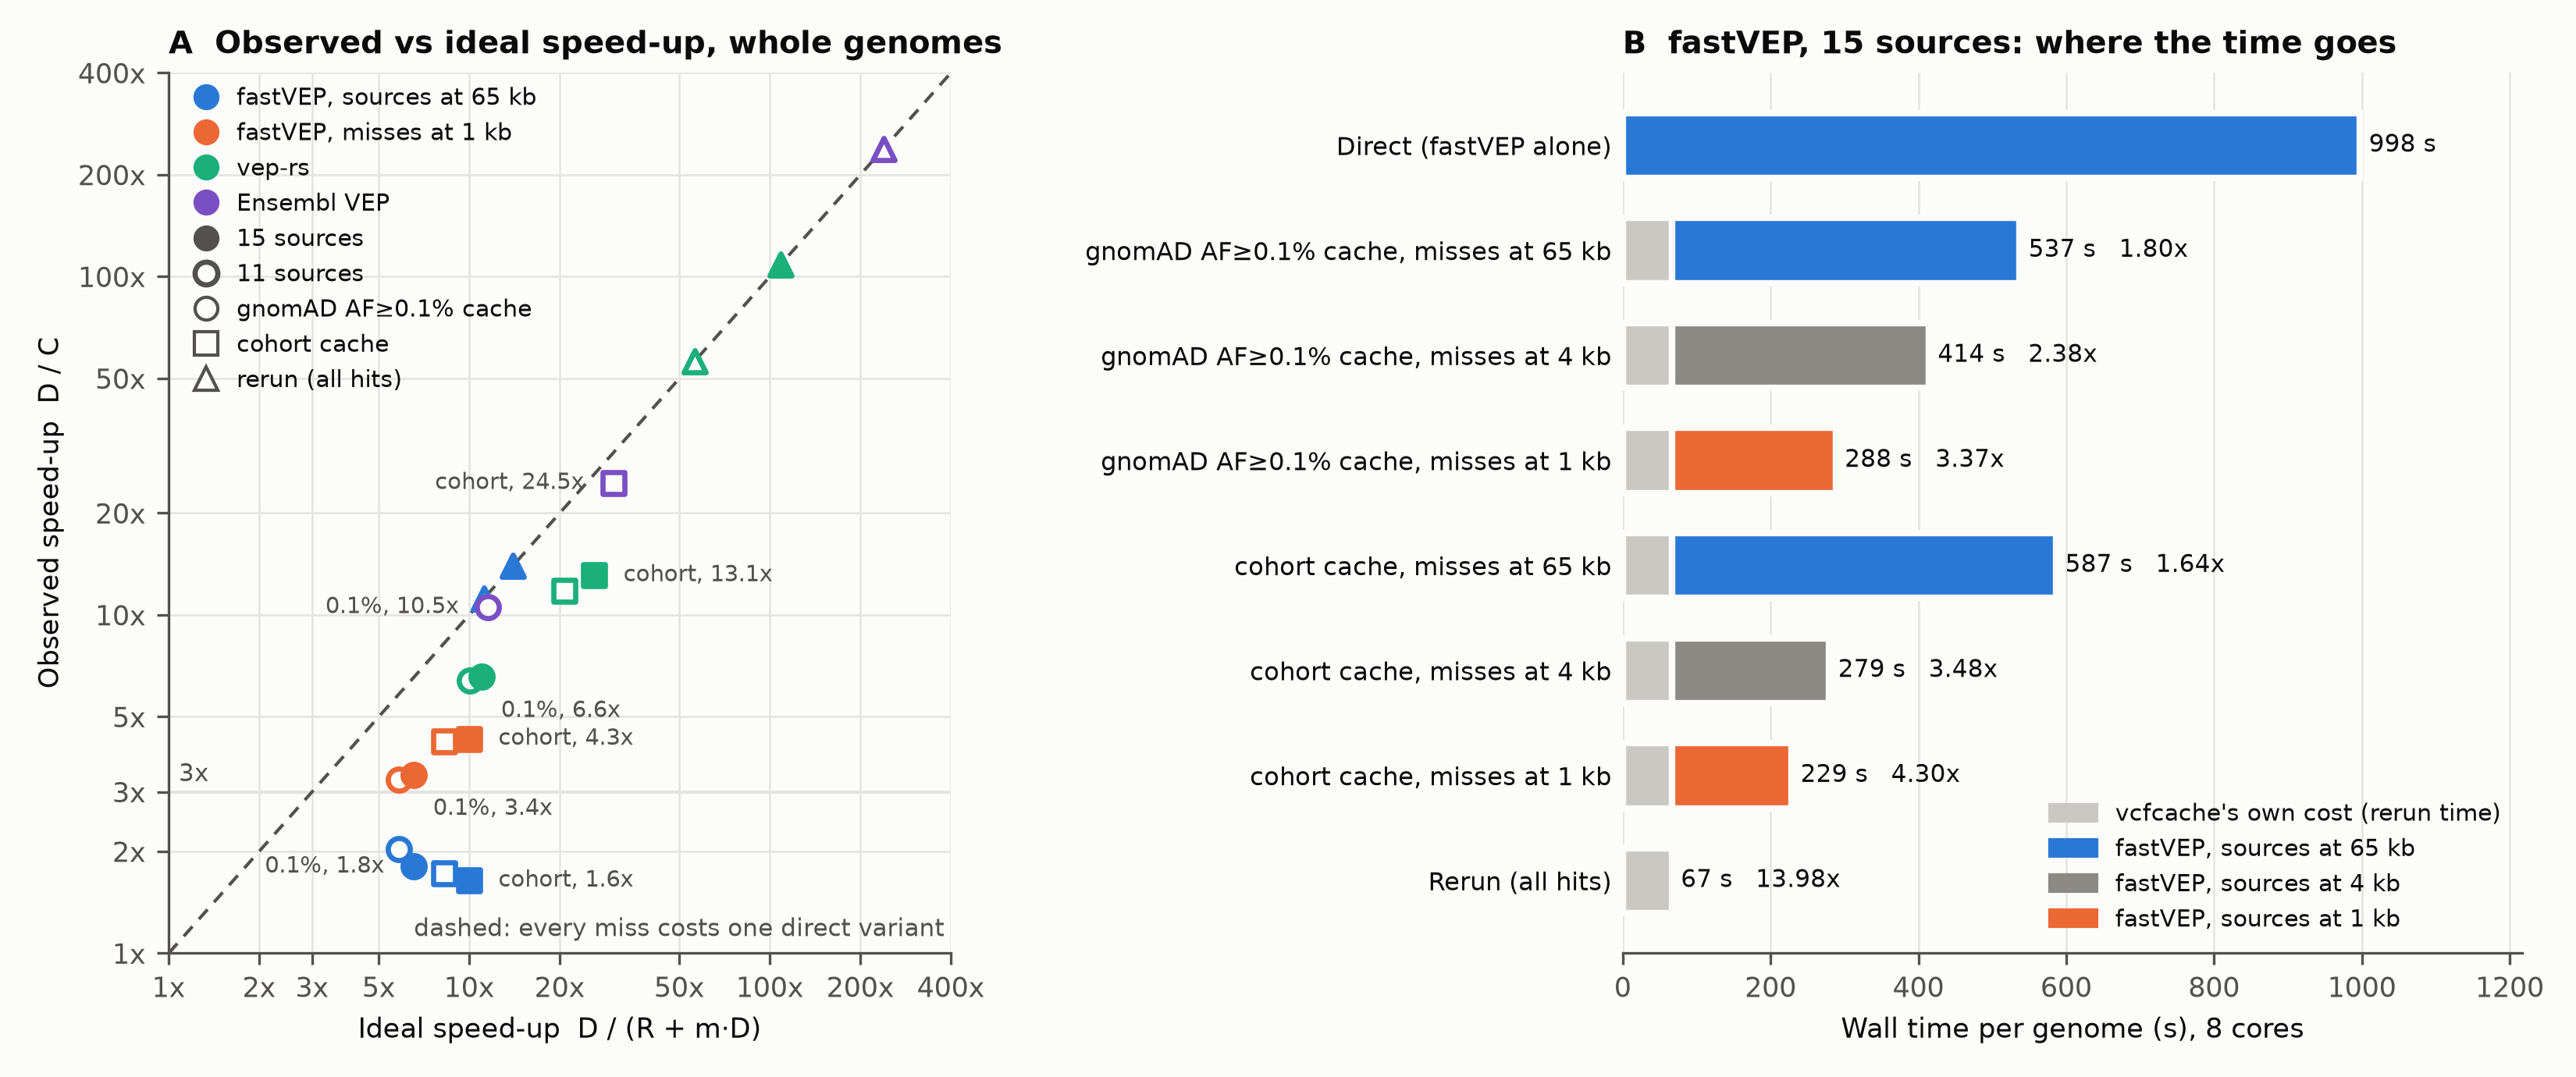 A  Observed vs ideal speed-up, whole genomes
400x
200x
100x
50x
20x
10x
5x
3x
2x
1x
Observed speed-up  D / C
fastVEP, sources at 65 kb
fastVEP, misses at 1 kb
vep-rs
Ensembl VEP
15 sources
11 sources
gnomAD AF≥0.1% cache
cohort cache
rerun (all hits)
cohort, 24.5x
cohort, 13.1x
0.1%, 10.5x
0.1%, 6.6x
cohort, 4.3x
3x
0.1%, 3.4x
0.1%, 1.8x
cohort, 1.6x
dashed: every miss costs one direct variant
1x 2x 3x 5x 10x 20x 50x 100x 200x 400x
Ideal speed-up  D / (R + m·D)
B  fastVEP, 15 sources: where the time goes
Direct (fastVEP alone) 998 s
gnomAD AF≥0.1% cache, misses at 65 kb 537 s  1.80x
gnomAD AF≥0.1% cache, misses at 4 kb 414 s  2.38x
gnomAD AF≥0.1% cache, misses at 1 kb 288 s  3.37x
cohort cache, misses at 65 kb 587 s  1.64x
cohort cache, misses at 4 kb 279 s  3.48x
cohort cache, misses at 1 kb 229 s  4.30x
Rerun (all hits) 67 s  13.98x
vcfcache's own cost (rerun time)
fastVEP, sources at 65 kb
fastVEP, sources at 4 kb
fastVEP, sources at 1 kb
0 200 400 600 800 1000 1200
Wall time per genome (s), 8 cores